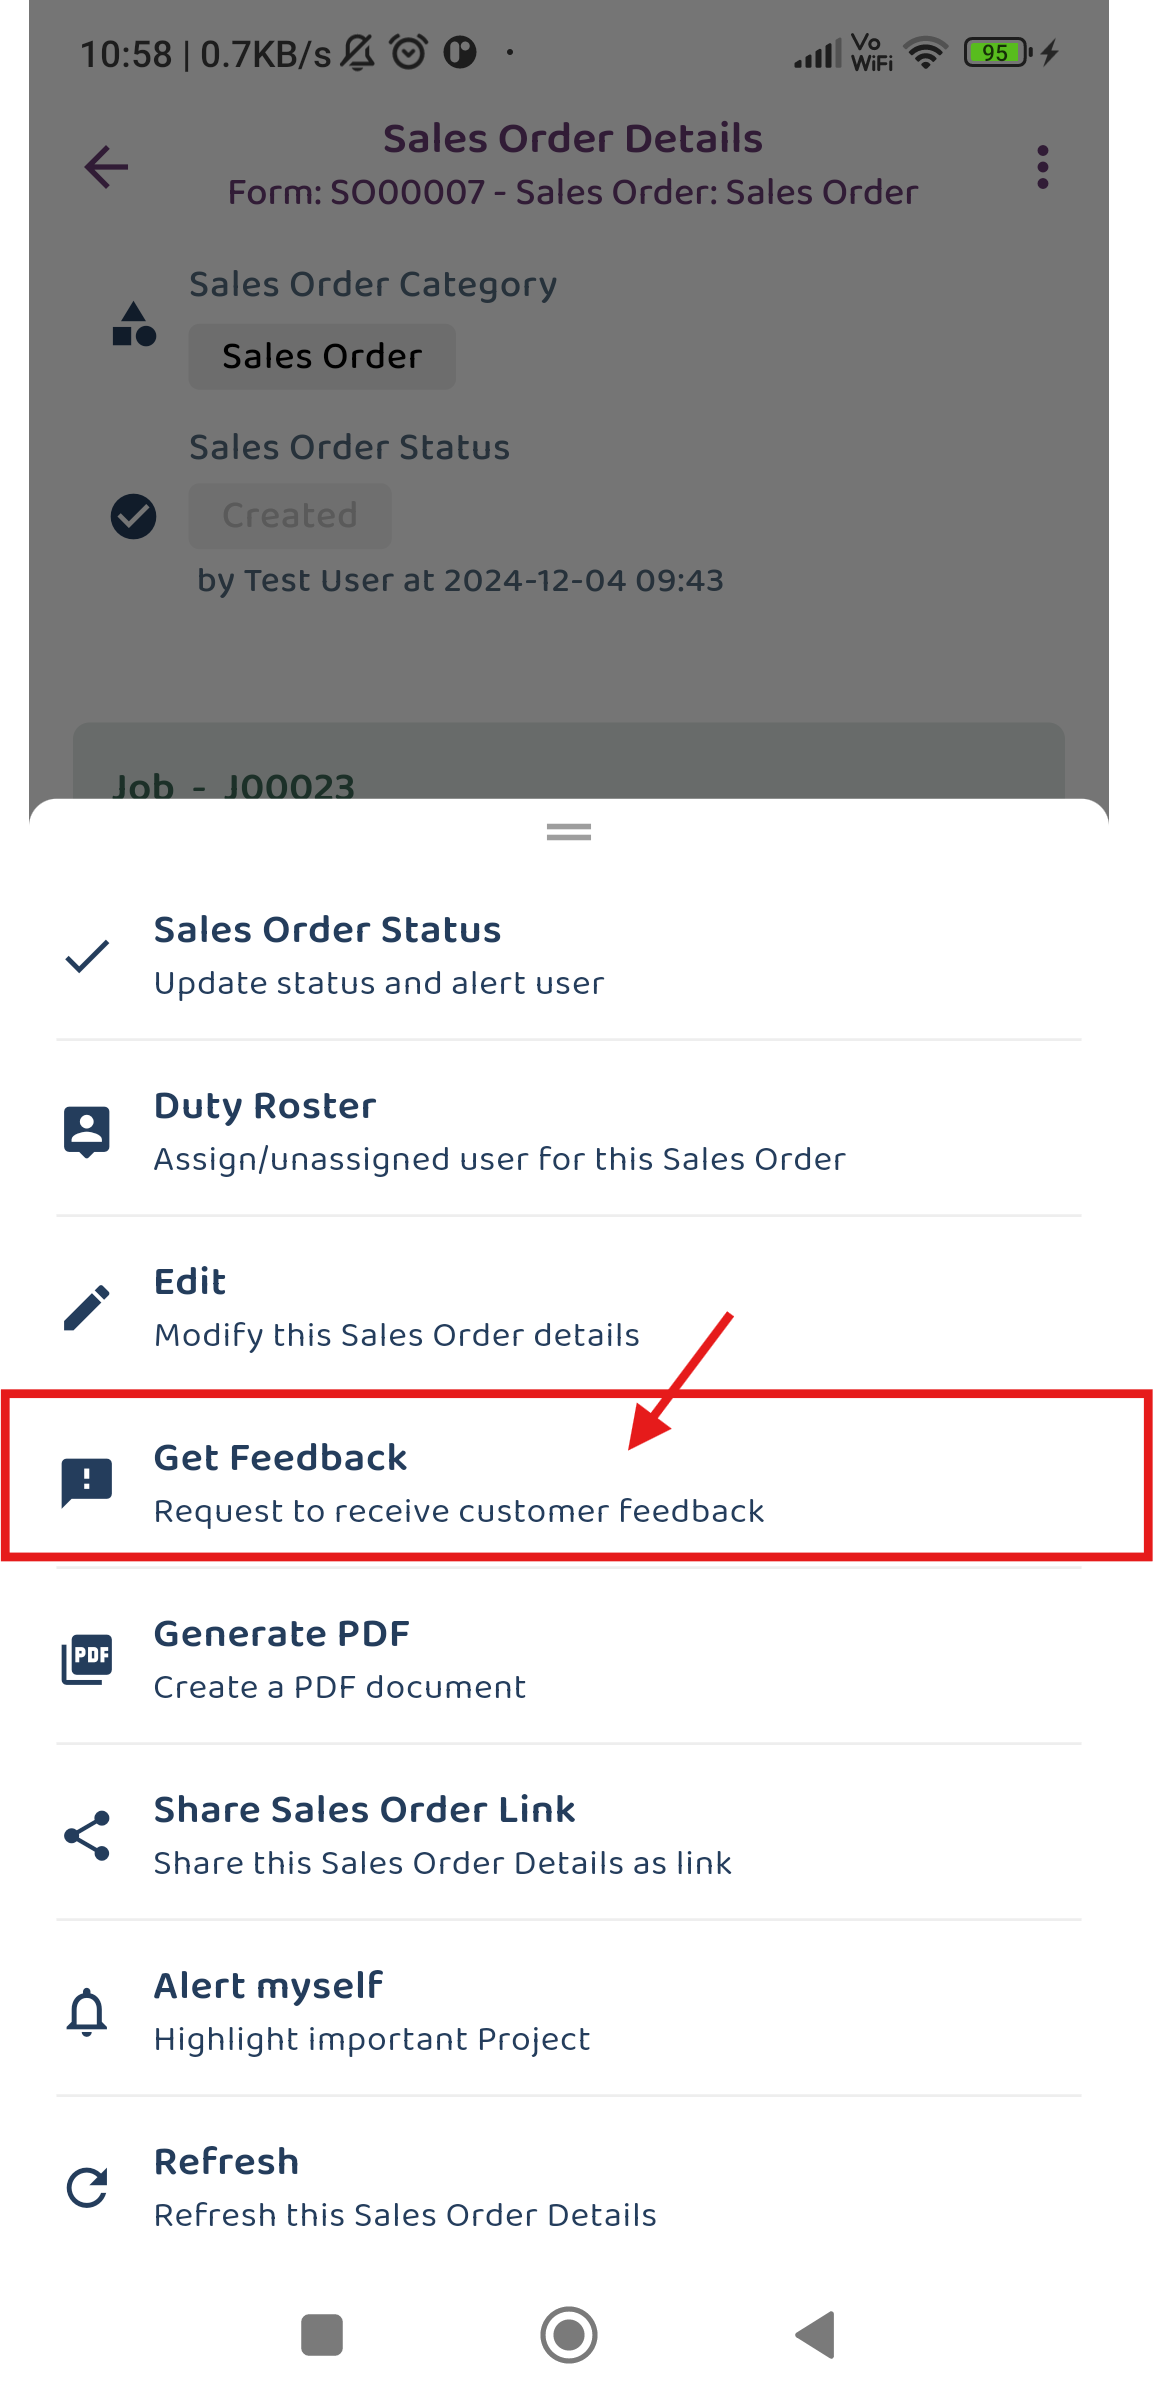 10:58 | 0.7KB/s
Vo
WiFi
95
Sales Order Details
Form: SO00007 - Sales Order: Sales Order
Sales Order Category
Sales Order
Sales Order Status
Created
by Test User at 2024-12-04 09:43
Job - J00023
Sales Order Status
Update status and alert user
Duty Roster
Assign/unassigned user for this Sales Order
Edit
Modify this Sales Order details
Get Feedback
Request to receive customer feedback
Generate PDF
PDF
Create a PDF document
Share Sales Order Link
Share this Sales Order Details as link
Alert myself
Highlight important Project
Refresh
Refresh this Sales Order Details